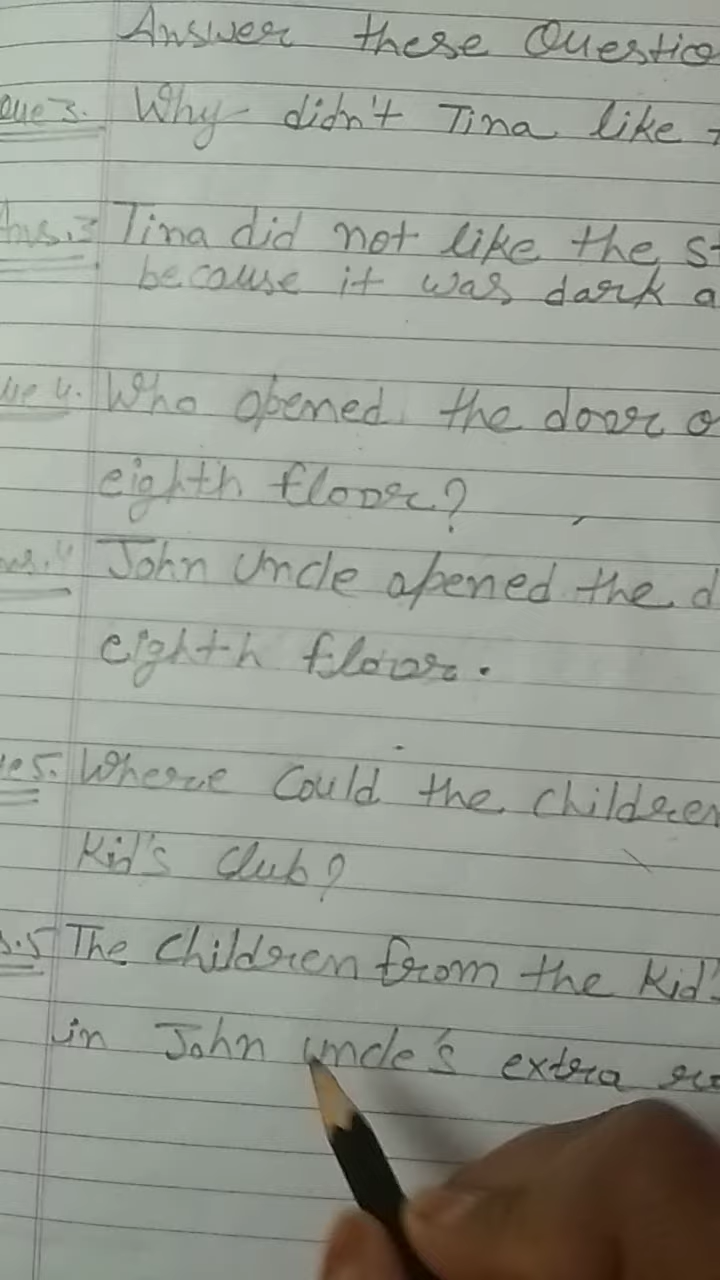 Answer these Questio
Que 3. Why didn't Tina like
Ans.3 Tina did not like the st
because it was dark a
Que 4. Who opened the door o
eighth floor?
Ans.4 John Uncle opened the d
eighth floor.
Que 5. Where Could the Children
Kid's Club?
Ans.5 The Children from the Kid's
in John uncle's extra ro